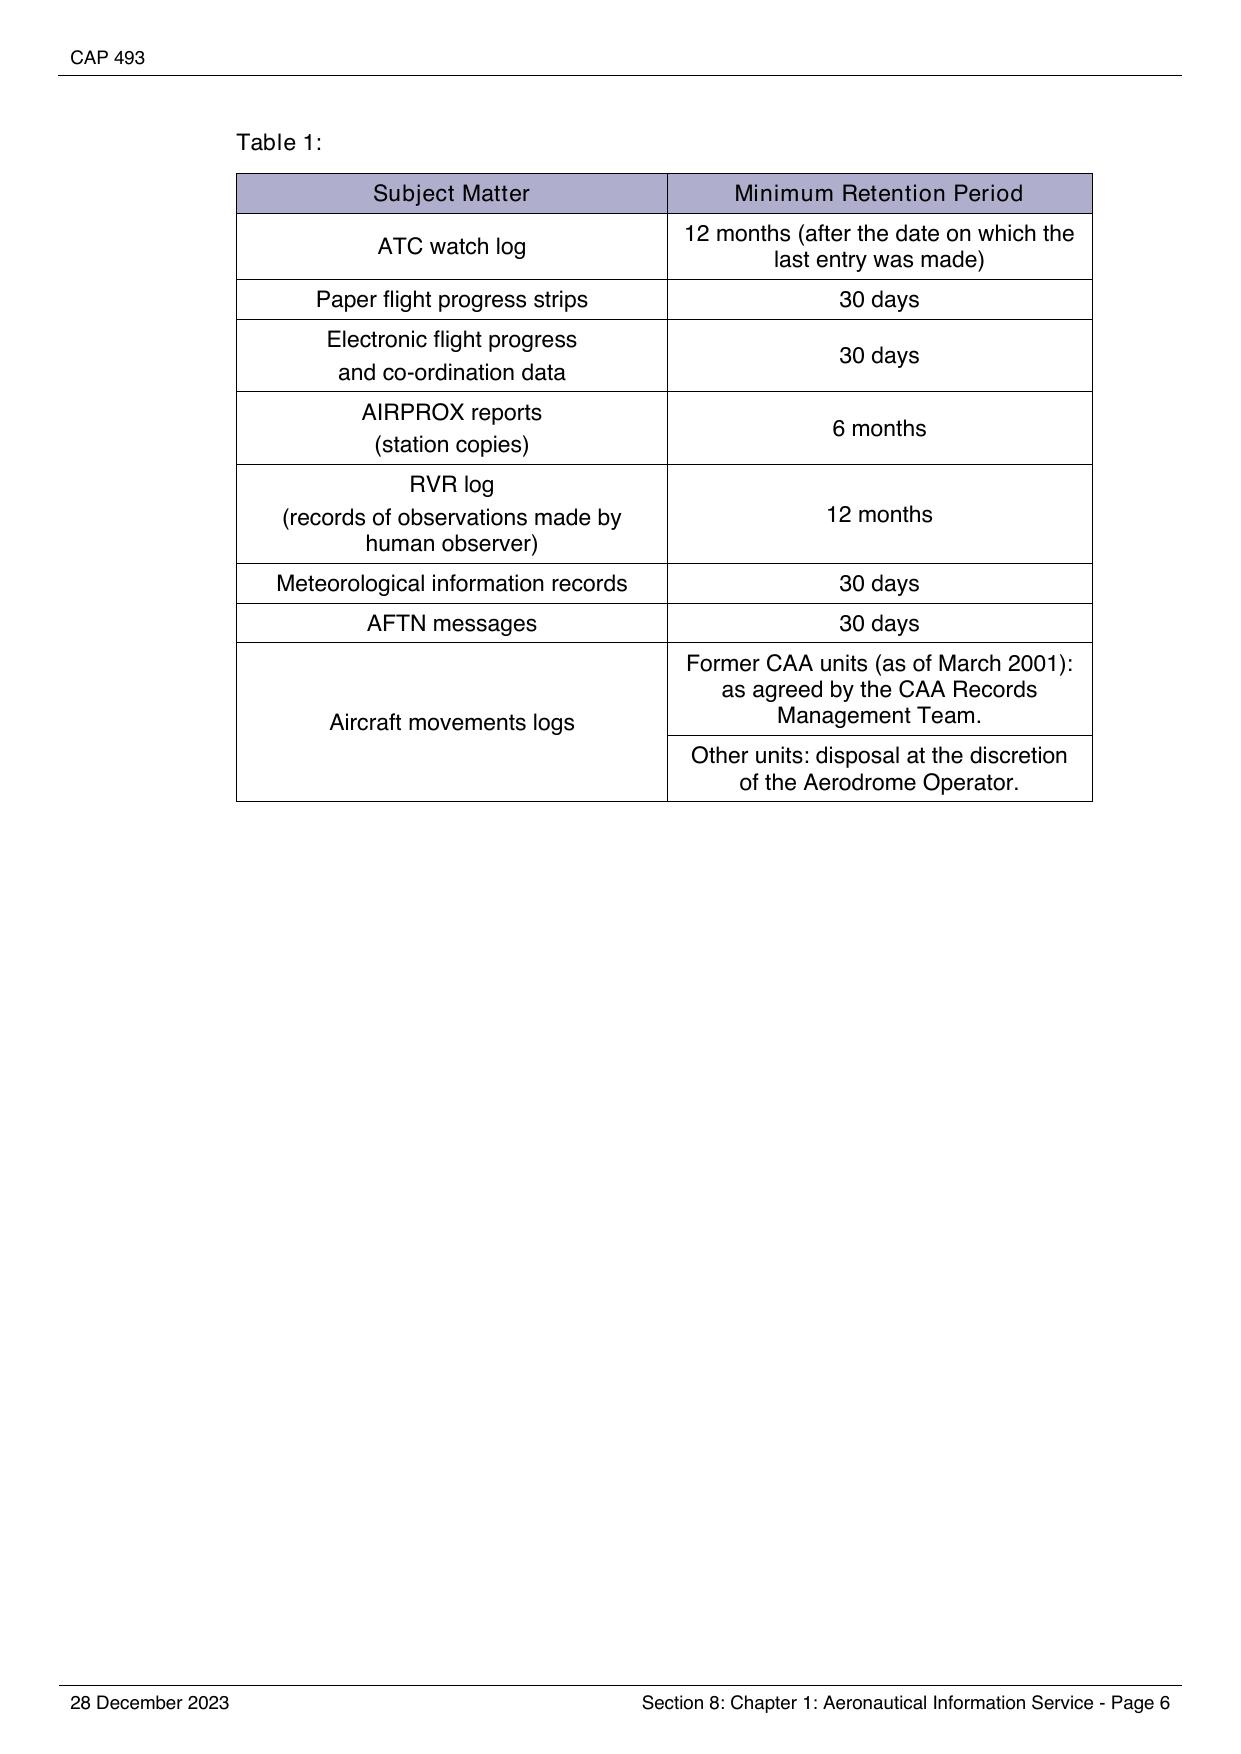 CAP 493
Table 1:
Subject Matter
Minimum Retention Period
ATC watch log
12 months (after the date on which the
last entry was made)
Paper flight progress strips
30 days
Electronic flight progress
and co-ordination data
30 days
AIRPROX reports
(station copies)
6 months
RVR log
(records of observations made by
human observer)
12 months
Meteorological information records
30 days
AFTN messages
30 days
Aircraft movements logs
Former CAA units (as of March 2001):
as agreed by the CAA Records
Management Team.
Other units: disposal at the discretion
of the Aerodrome Operator.
28 December 2023
Section 8: Chapter 1: Aeronautical Information Service - Page 6